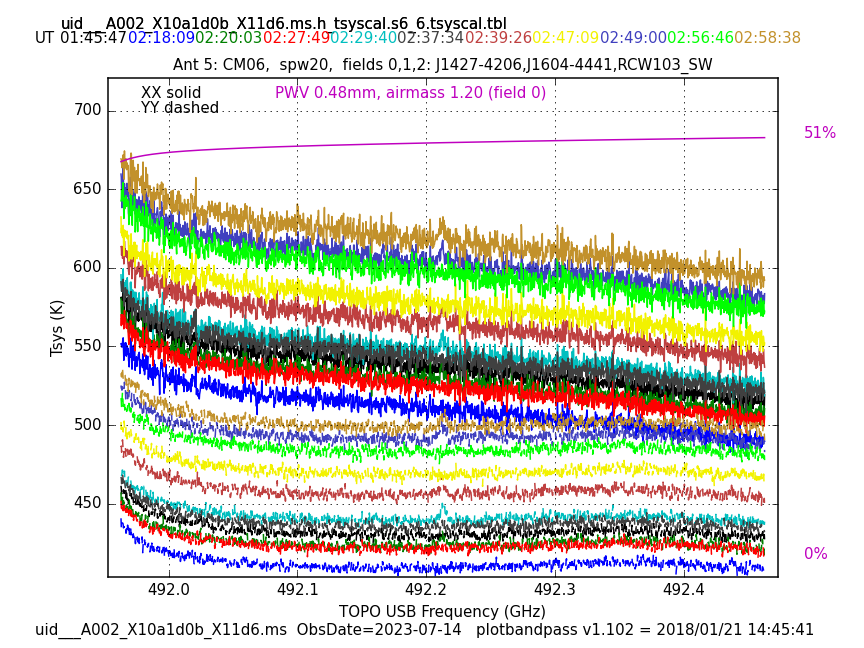 uid___A002_X10a1d0b_X11d6.ms.h_tsyscal.s6_6.tsyscal.tbl
UT 01:45:47 02:18:09 02:20:03 02:27:49 02:29:40 02:37:34 02:39:26 02:47:09 02:49:00 02:56:46 02:58:38
Ant 5: CM06, spw20, fields 0,1,2: J1427-4206,J1604-4441,RCW103_SW
XX solid PWV 0.48mm, airmass 1.20 (field 0)
YY dashed
700
51%
650
600
Tsys (K)
550
500
450
0%
492.0 492.1 492.2 492.3 492.4
TOPO USB Frequency (GHz)
uid___A002_X10a1d0b_X11d6.ms ObsDate=2023-07-14 plotbandpass v1.102 = 2018/01/21 14:45:41